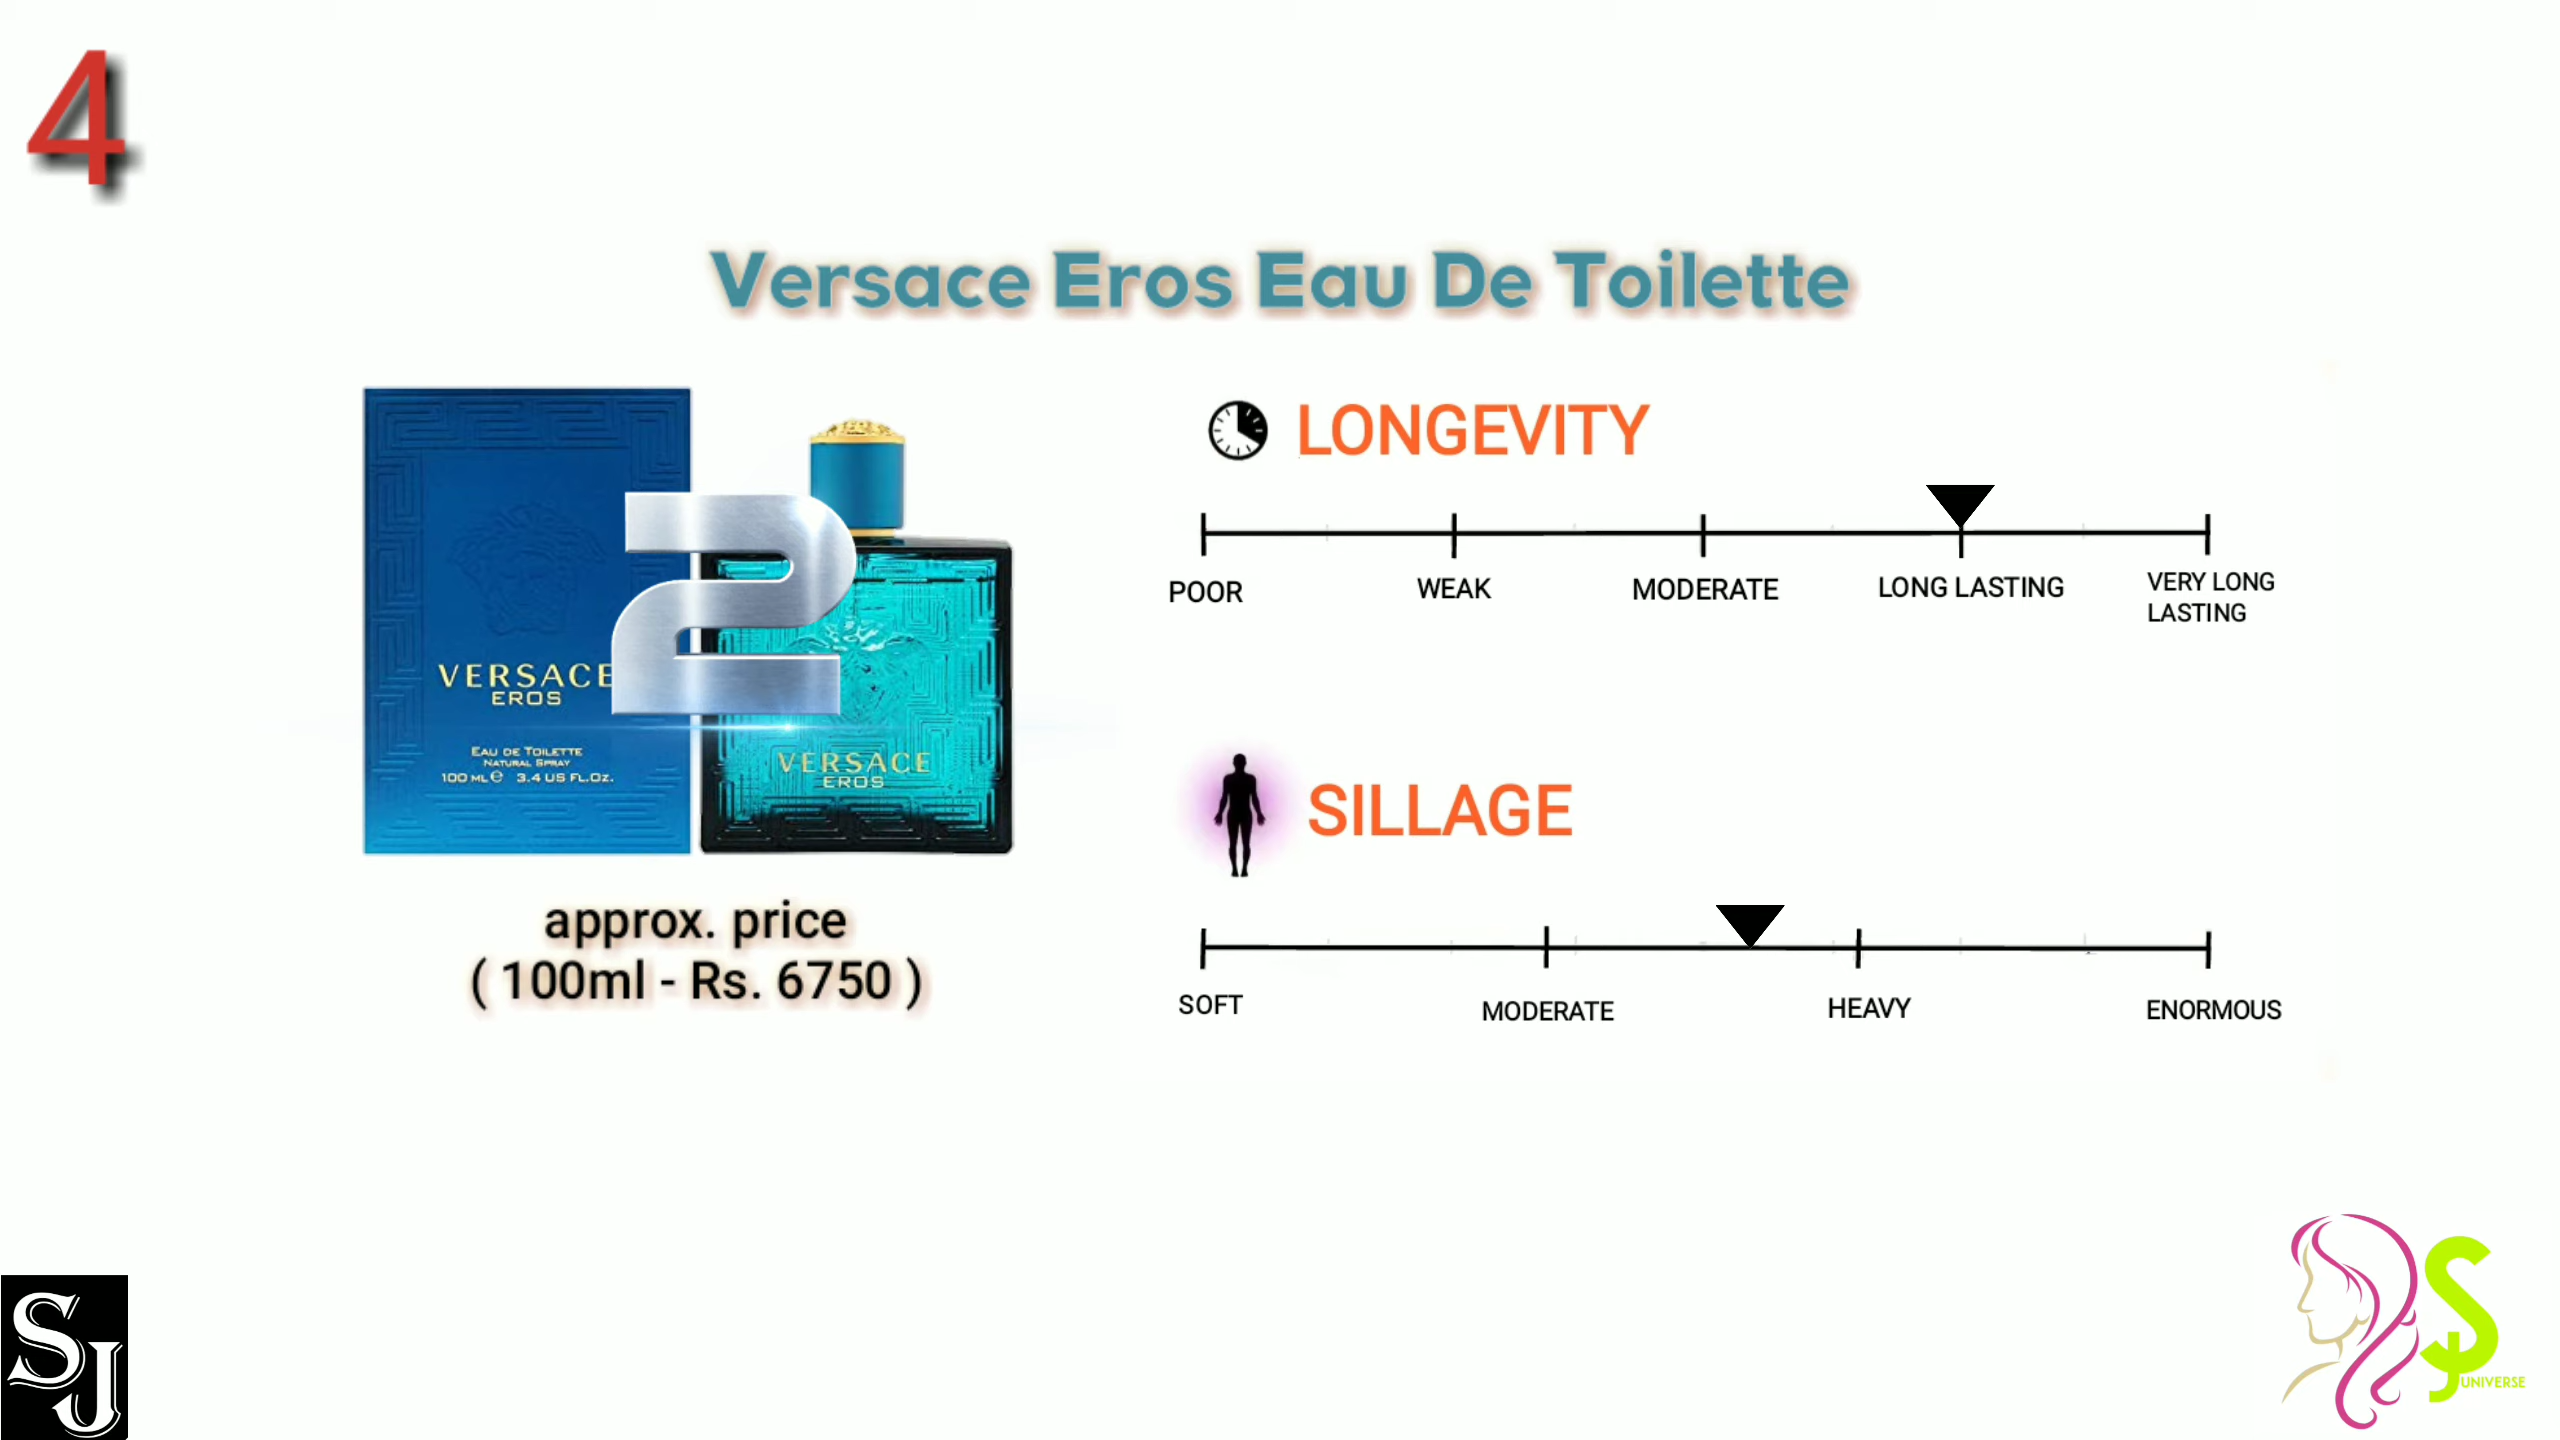 4
Versace Eros Eau De Toilette
VERSACE
EROS
EAU DE TOILETTE
NATURAL SPRAY
100 ML e 3.4 US FL.OZ.
2
VERSACE
EROS
approx. price
( 100ml - Rs. 6750 )
LONGEVITY
POOR WEAK MODERATE LONG LASTING VERY LONG
LASTING
SILLAGE
SOFT MODERATE HEAVY ENORMOUS
SJ
SJ
UNIVERSE